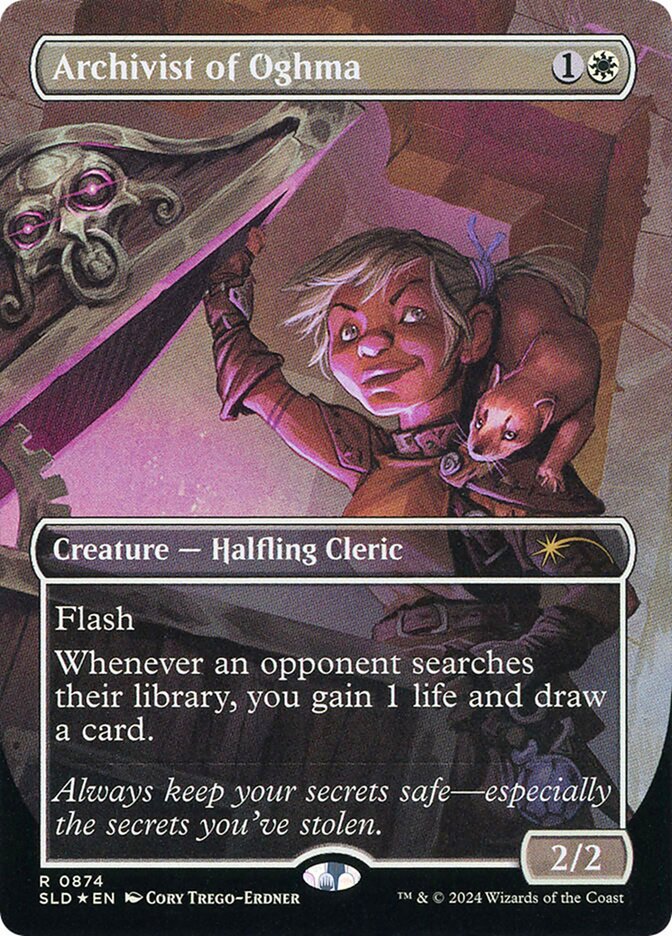 Archivist of Oghma 1
Creature — Halfling Cleric
Flash
Whenever an opponent searches
their library, you gain 1 life and draw
a card.
Always keep your secrets safe—especially
the secrets you've stolen.
2/2
R 0874
SLD ★ EN Cory Trego-Erdner
™ & © 2024 Wizards of the Coast